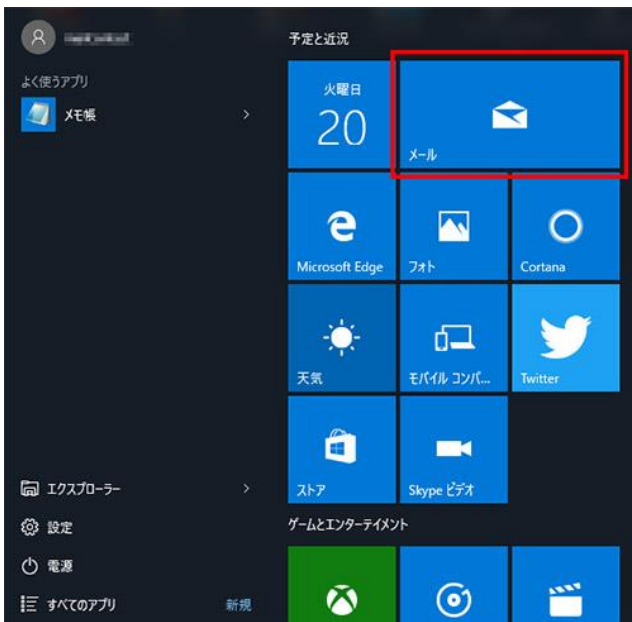 よく使うアプリ
メモ帳
エクスプローラー
設定
電源
すべてのアプリ 新規
予定と近況
火曜日
20
メール
Microsoft Edge
フォト
Cortana
天気
モバイル コンパ...
Twitter
ストア
Skype ビデオ
ゲームとエンターテイメント